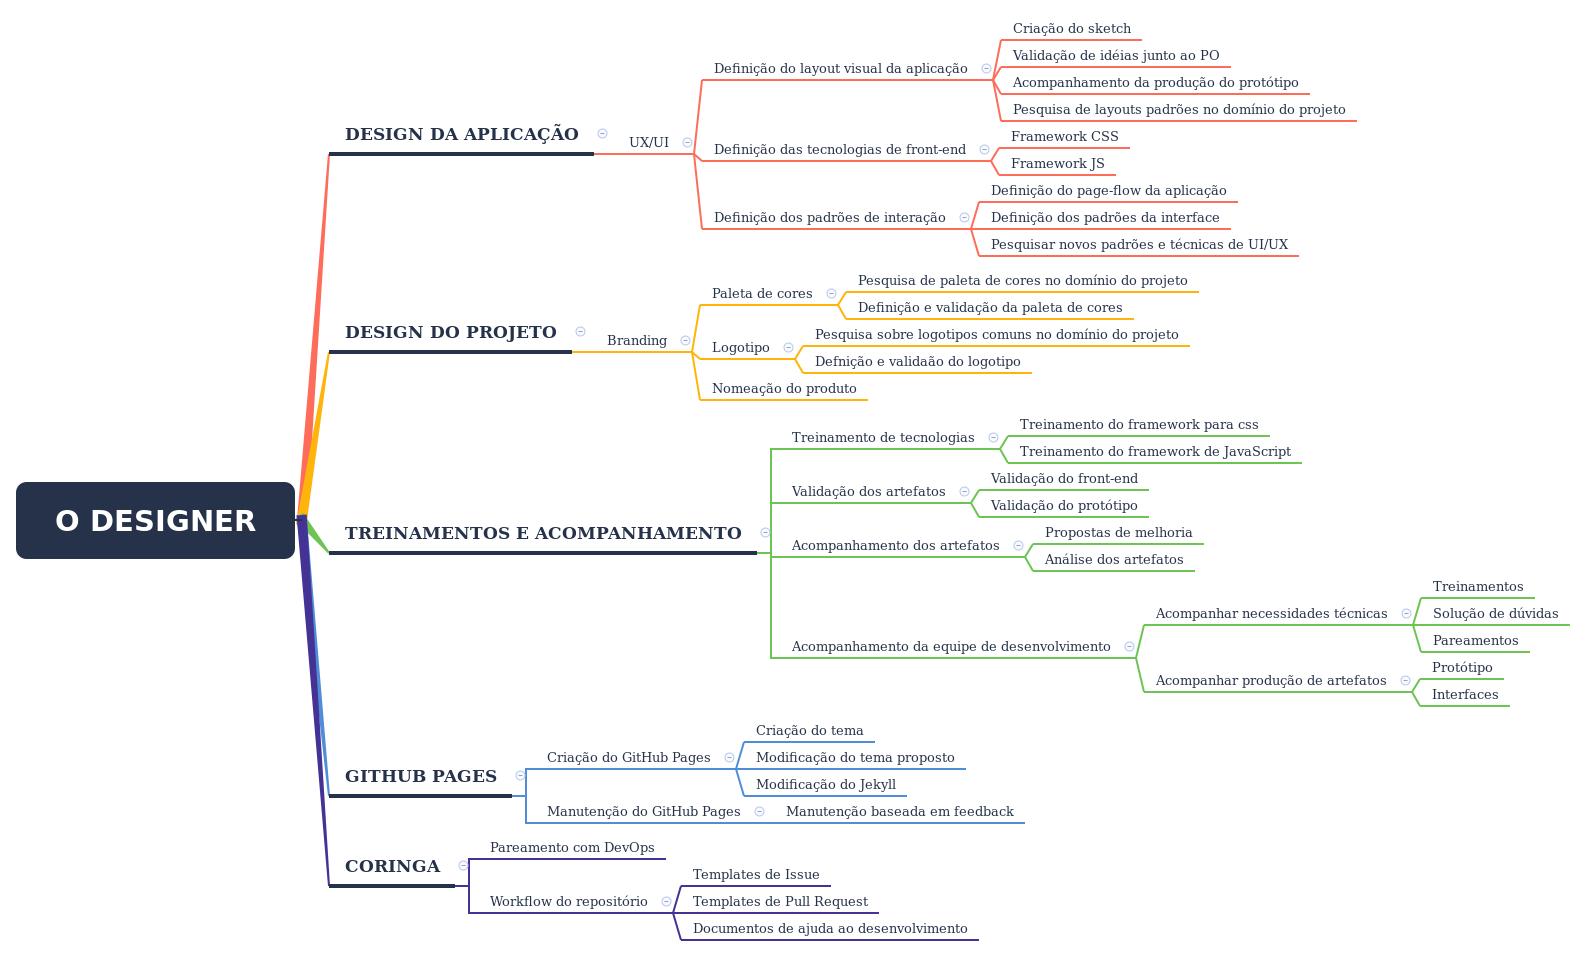 O DESIGNER
DESIGN DA APLICAÇÃO
UX/UI
Definição do layout visual da aplicação
Criação do sketch
Validação de idéias junto ao PO
Acompanhamento da produção do protótipo
Pesquisa de layouts padrões no domínio do projeto
Definição das tecnologias de front-end
Framework CSS
Framework JS
Definição dos padrões de interação
Definição do page-flow da aplicação
Definição dos padrões da interface
Pesquisar novos padrões e técnicas de UI/UX
DESIGN DO PROJETO
Branding
Paleta de cores
Pesquisa de paleta de cores no domínio do projeto
Definição e validação da paleta de cores
Logotipo
Pesquisa sobre logotipos comuns no domínio do projeto
Defnição e validaão do logotipo
Nomeação do produto
TREINAMENTOS E ACOMPANHAMENTO
Treinamento de tecnologias
Treinamento do framework para css
Treinamento do framework de JavaScript
Validação dos artefatos
Validação do front-end
Validação do protótipo
Acompanhamento dos artefatos
Propostas de melhoria
Análise dos artefatos
Acompanhamento da equipe de desenvolvimento
Acompanhar necessidades técnicas
Treinamentos
Solução de dúvidas
Pareamentos
Acompanhar produção de artefatos
Protótipo
Interfaces
GITHUB PAGES
Criação do GitHub Pages
Criação do tema
Modificação do tema proposto
Modificação do Jekyll
Manutenção do GitHub Pages
Manutenção baseada em feedback
CORINGA
Pareamento com DevOps
Workflow do repositório
Templates de Issue
Templates de Pull Request
Documentos de ajuda ao desenvolvimento